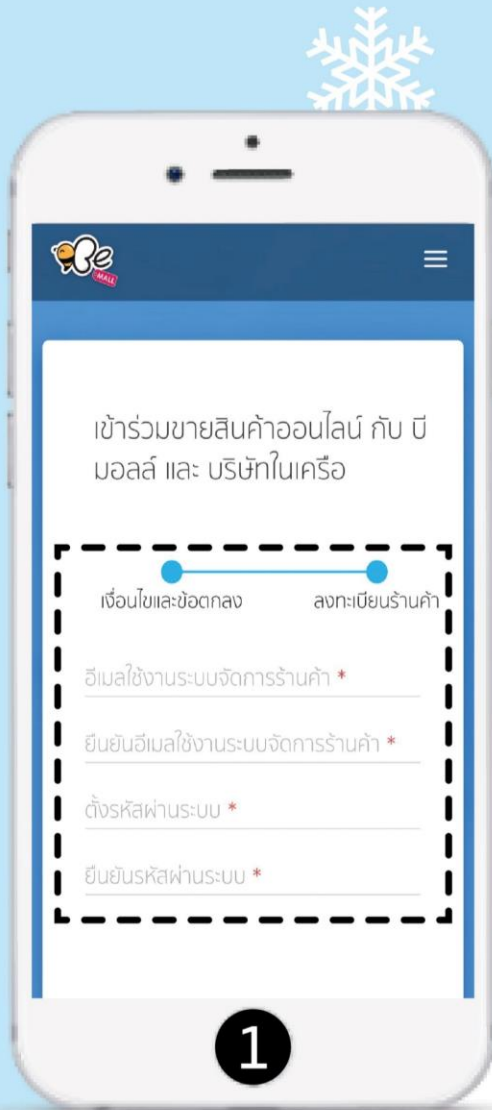 Be
MALL
เข้าร่วมขายสินค้าออนไลน์ กับ บี
มอลล์ และ บริษัทในเครือ
เงื่อนไขและข้อตกลง ลงทะเบียนร้านค้า
อีเมลใช้งานระบบจัดการร้านค้า *
ยืนยันอีเมลใช้งานระบบจัดการร้านค้า *
ตั้งรหัสผ่านระบบ *
ยืนยันรหัสผ่านระบบ *
1